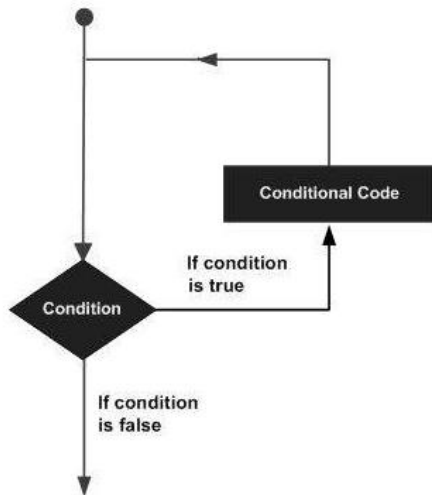 Conditional Code
If condition
is true
Condition
If condition
is false